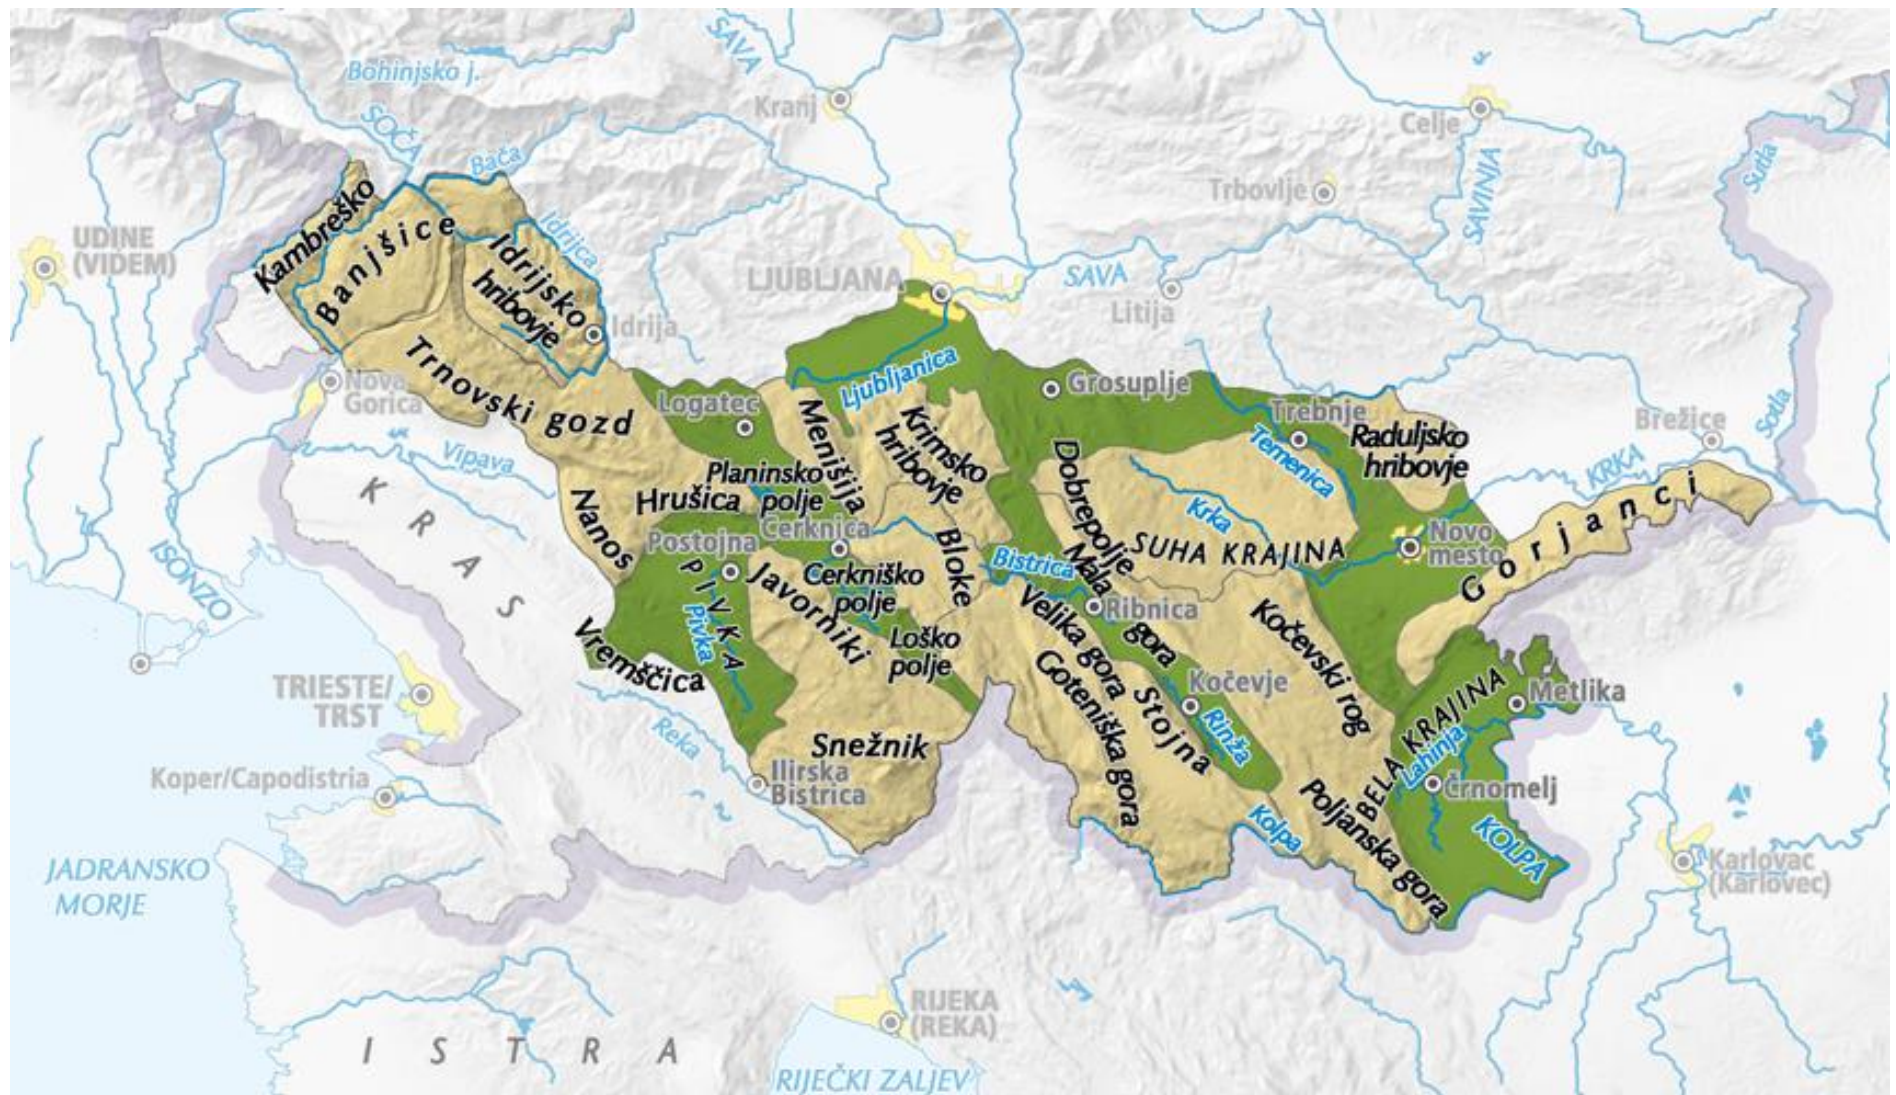 Bohinjsko j.
SAVA
SOČA
Kranj
Celje
Bača
Sutla
Trbovlje
SAVINJA
Kambreško
UDINE
(VIDEM)
Banjšice
Idrijca
Idrijsko
hribovje
LJUBLJANA
SAVA
Litija
Idrija
Trnovski gozd
Nova
Gorica
Ljubljanica
Grosuplje
Logatec
Menišija
Krimsko
hribovje
Trebnje
Temenica
Raduljsko
hribovje
Brežice
Sotla
Vipava
KRAS
Planinsko
polje
Hrušica
Nanos
Dobrepolje
Krka
KRKA
Gorjanci
ISONZO
Postojna
Cerknica
Bloke
SUHA KRAJINA
Novo
mesto
PIVKA
Pivka
Javorniki
Cerkniško
polje
Bistrica
Mala
gora
Ribnica
Velika gora
Kočevski rog
Vremščica
Loško
polje
Goteniška gora
Stojna
Kočevje
Rinža
BELA KRAJINA
Metlika
TRIESTE/
TRST
Reka
Snežnik
Lahinja
Koper/Capodistria
Ilirska
Bistrica
Črnomelj
Poljanska gora
Kolpa
KOLPA
JADRANSKO
MORJE
Karlovac
(Karlovec)
RIJEKA
(REKA)
ISTRA
RIJEČKI ZALJEV